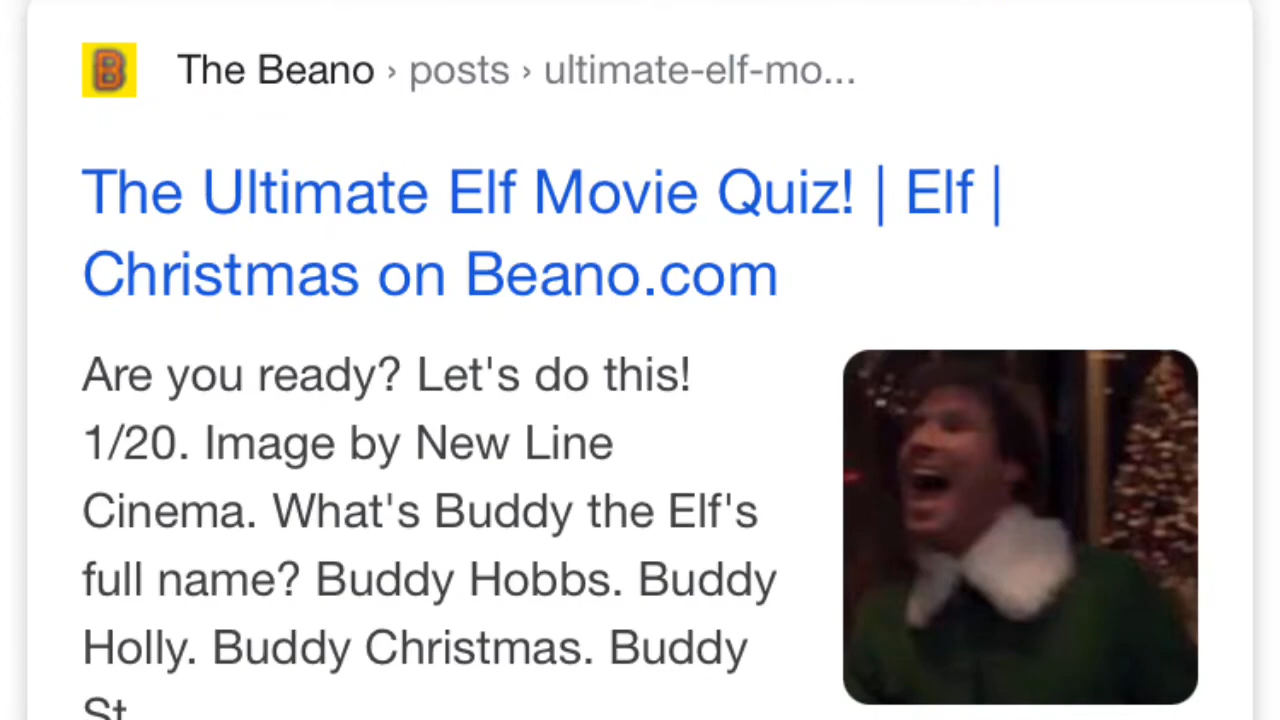 B
The Beano › posts › ultimate-elf-mo...
The Ultimate Elf Movie Quiz! | Elf |
Christmas on Beano.com
Are you ready? Let's do this!
1/20. Image by New Line
Cinema. What's Buddy the Elf's
full name? Buddy Hobbs. Buddy
Holly. Buddy Christmas. Buddy
St